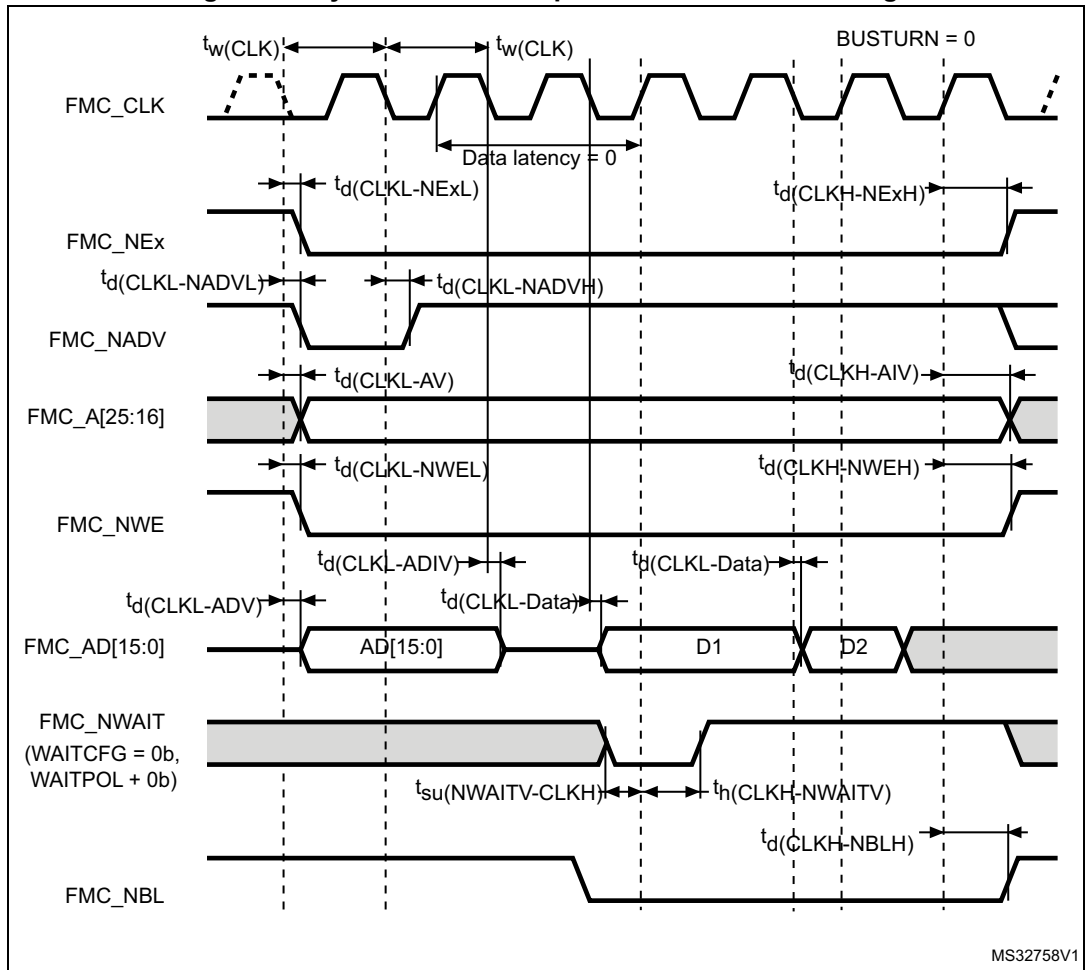 tw(CLK) tw(CLK) BUSTURN = 0
FMC_CLK
Data latency = 0
td(CLKL-NExL) td(CLKH-NExH)
FMC_NEx
td(CLKL-NADVL) td(CLKL-NADVH)
FMC_NADV
td(CLKL-AV) td(CLKH-AIV)
FMC_A[25:16]
td(CLKL-NWEL) td(CLKH-NWEH)
FMC_NWE
td(CLKL-ADIV) td(CLKL-Data)
td(CLKL-ADV) td(CLKL-Data)
FMC_AD[15:0] AD[15:0] D1 D2
FMC_NWAIT
(WAITCFG = 0b,
WAITPOL + 0b)
tsu(NWAITV-CLKH) th(CLKH-NWAITV)
td(CLKH-NBLH)
FMC_NBL
MS32758V1